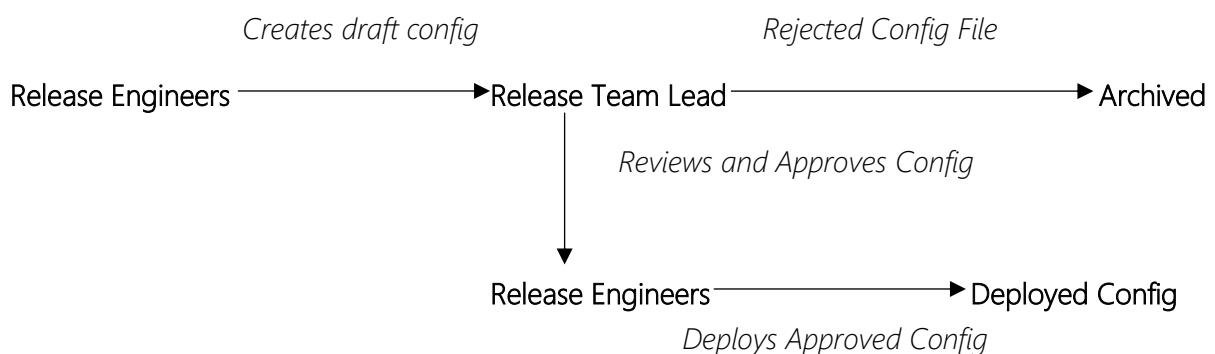 Creates draft config
Rejected Config File
Release Engineers
Release Team Lead
Archived
Reviews and Approves Config
Release Engineers
Deployed Config
Deploys Approved Config